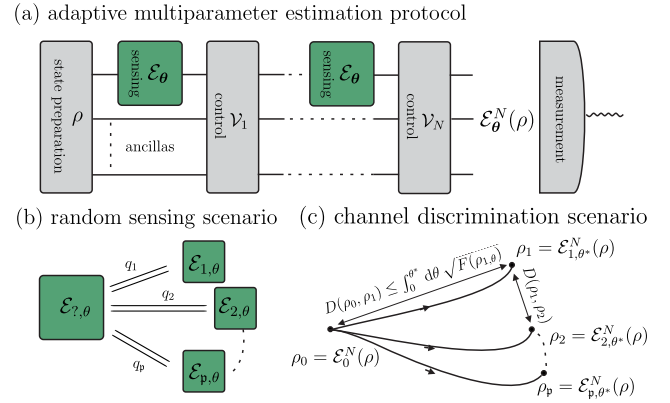 (a) adaptive multiparameter estimation protocol
state preparation
ρ
sensing
ℰ_θ
control
𝒱_1
sensing
ℰ_θ
control
𝒱_N
ancillas
ℰ_θ^N(ρ)
measurement
(b) random sensing scenario
ℰ_{?,θ}
q_1
q_2
q_𝔭
ℰ_{1,θ}
ℰ_{2,θ}
ℰ_{𝔭,θ}
(c) channel discrimination scenario
D(ρ_0, ρ_1) ≤ ∫_0^{θ*} dθ √F(ρ_{1,θ})
ρ_1 = ℰ_{1,θ*}^N(ρ)
D(ρ_1, ρ_2)
ρ_0 = ℰ_0^N(ρ)
ρ_2 = ℰ_{2,θ*}^N(ρ)
ρ_𝔭 = ℰ_{𝔭,θ*}^N(ρ)